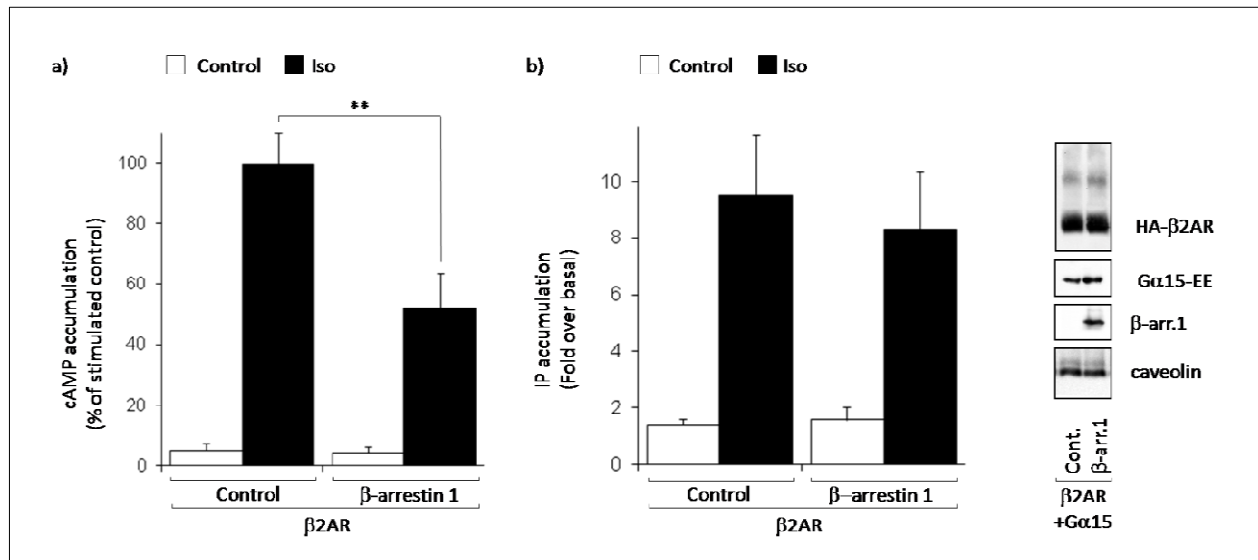 a)
Control
Iso
**
cAMP accumulation
(% of stimulated control)
100
80
60
40
20
0
Control
β-arrestin 1
β2AR
b)
Control
Iso
IP accumulation
(Fold over basal)
10
8
6
4
2
0
Control
β–arrestin 1
β2AR
HA-β2AR
Gα15-EE
β-arr.1
caveolin
Cont.
β-arr.1
β2AR
+Gα15